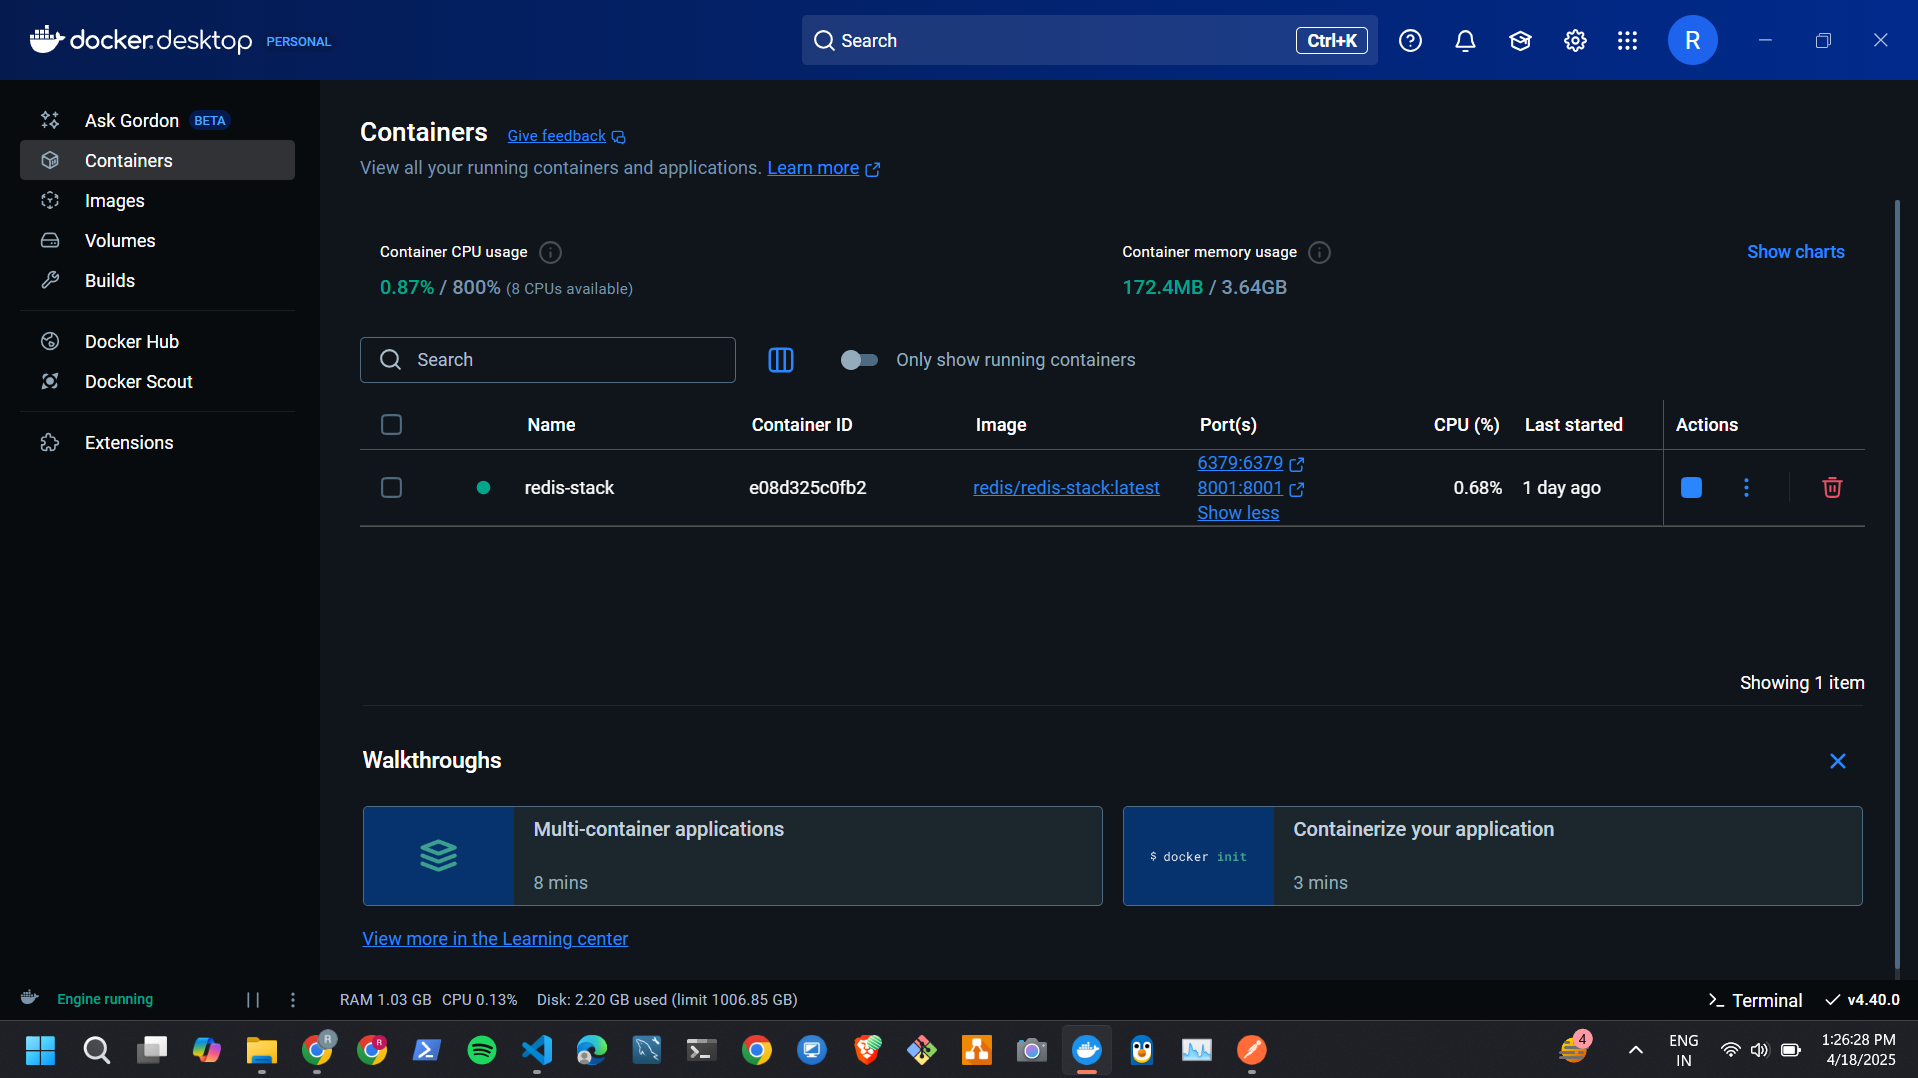 docker.desktop PERSONAL
Search
Ctrl+K
R
Ask Gordon BETA
Containers
Images
Volumes
Builds
Docker Hub
Docker Scout
Extensions
Containers Give feedback
View all your running containers and applications. Learn more
Container CPU usage
0.87% / 800% (8 CPUs available)
Container memory usage
172.4MB / 3.64GB
Show charts
Search
Only show running containers
Name Container ID Image Port(s) CPU (%) Last started Actions
redis-stack e08d325c0fb2 redis/redis-stack:latest 6379:6379
8001:8001
Show less
0.68% 1 day ago
Showing 1 item
Walkthroughs
Multi-container applications
8 mins
$ docker init
Containerize your application
3 mins
View more in the Learning center
Engine running
RAM 1.03 GB CPU 0.13% Disk: 2.20 GB used (limit 1006.85 GB)
Terminal
v4.40.0
R
R
4
ENG
IN
1:26:28 PM
4/18/2025